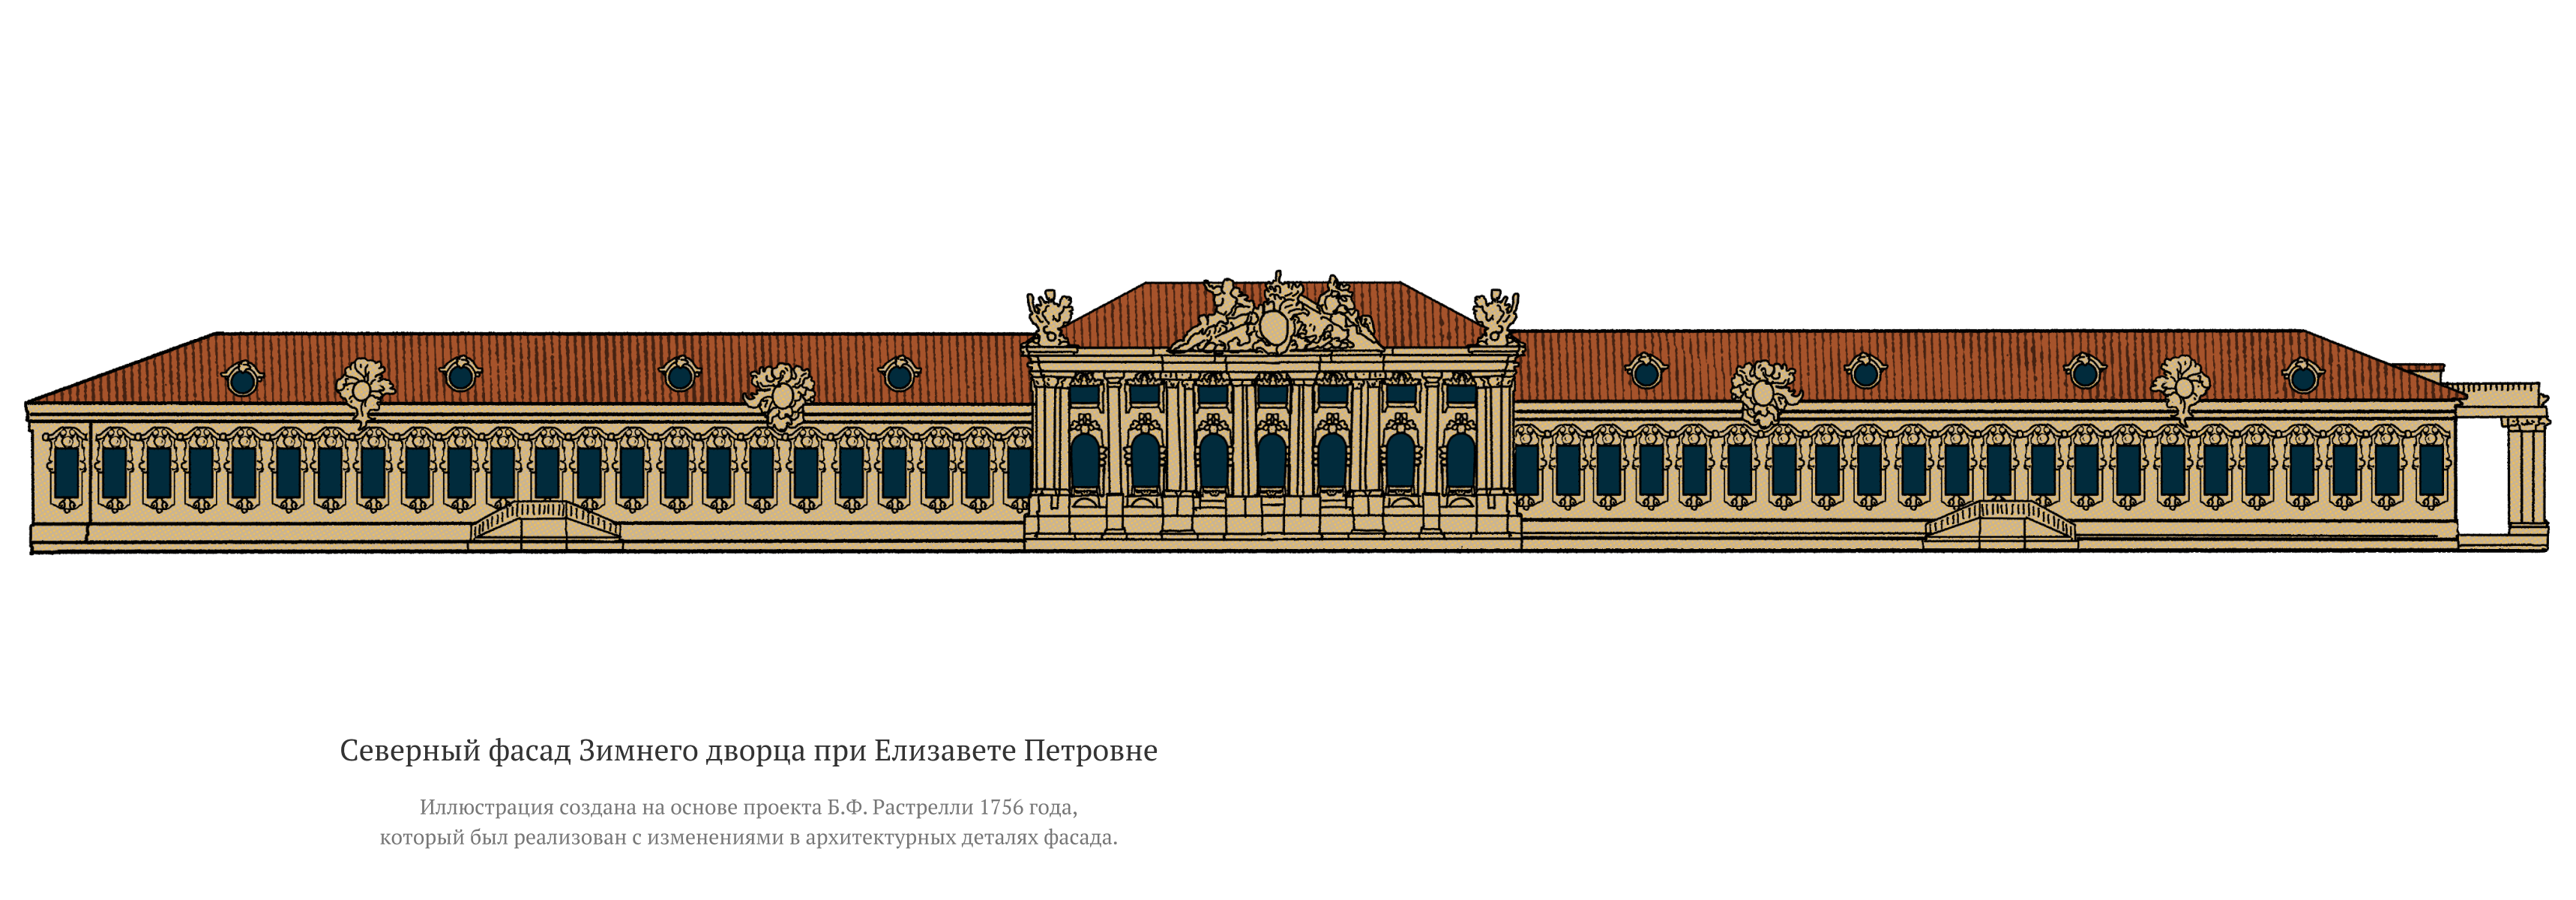 Северный фасад Зимнего дворца при Елизавете Петровне
Иллюстрация создана на основе проекта Б.Ф. Растрелли 1756 года,
который был реализован с изменениями в архитектурных деталях фасада.